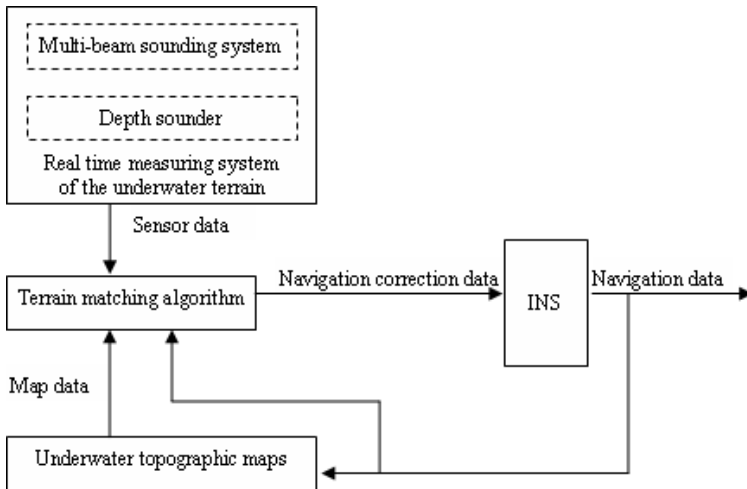 Multi-beam sounding system
Depth sounder
Real time measuring system
of the underwater terrain
Sensor data
Terrain matching algorithm
Navigation correction data
INS
Navigation data
Map data
Underwater topographic maps